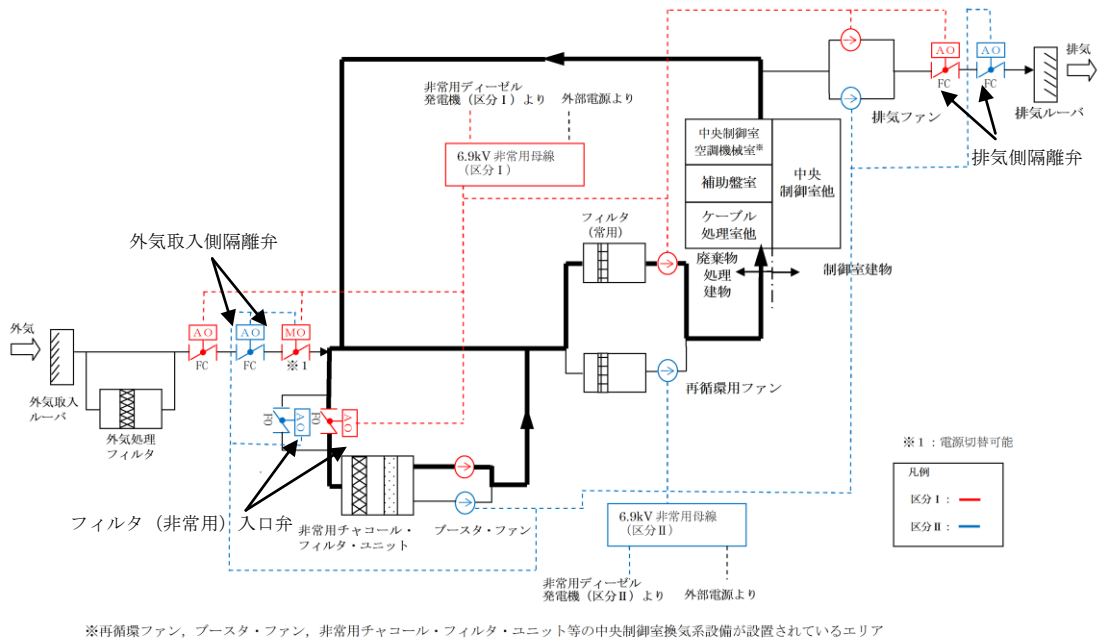 非常用ディーゼル
発電機（区分Ⅰ）より
外部電源より
6.9kV 非常用母線
（区分Ⅰ）
AO
FC
AO
FC
排気
排気ファン
排気ルーバ
排気側隔離弁
中央制御室
空調機械室※
補助盤室
ケーブル
処理室他
中央
制御室他
廃棄物
処理
建物
制御室建物
フィルタ
（常用）
再循環用ファン
外気取入側隔離弁
外気
外気取入
ルーバ
外気処理
フィルタ
AO
FC
AO
FC
MO
※1
FO
AO
FO
AO
フィルタ（非常用）入口弁
非常用チャコール・
フィルタ・ユニット
ブースタ・ファン
6.9kV 非常用母線
（区分Ⅱ）
非常用ディーゼル
発電機（区分Ⅱ）より
外部電源より
※1：電源切替可能
凡例
区分Ⅰ：
区分Ⅱ：
※再循環ファン，ブースタ・ファン，非常用チャコール・フィルタ・ユニット等の中央制御室換気系設備が設置されているエリア